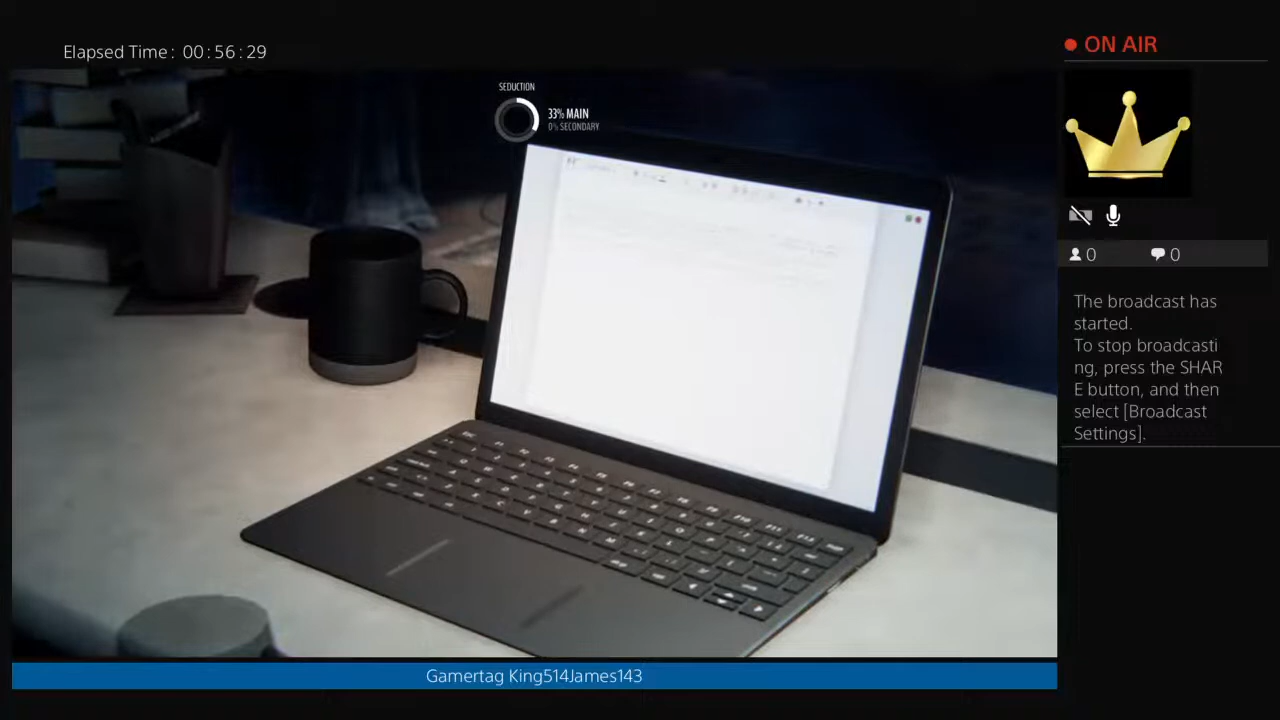 Elapsed Time: 00:56:29
ON AIR
SEDUCTION
33% MAIN
0% SECONDARY
0
0
The broadcast has
started.
To stop broadcasti
ng, press the SHAR
E button, and then
select [Broadcast
Settings].
Gamertag King514James143